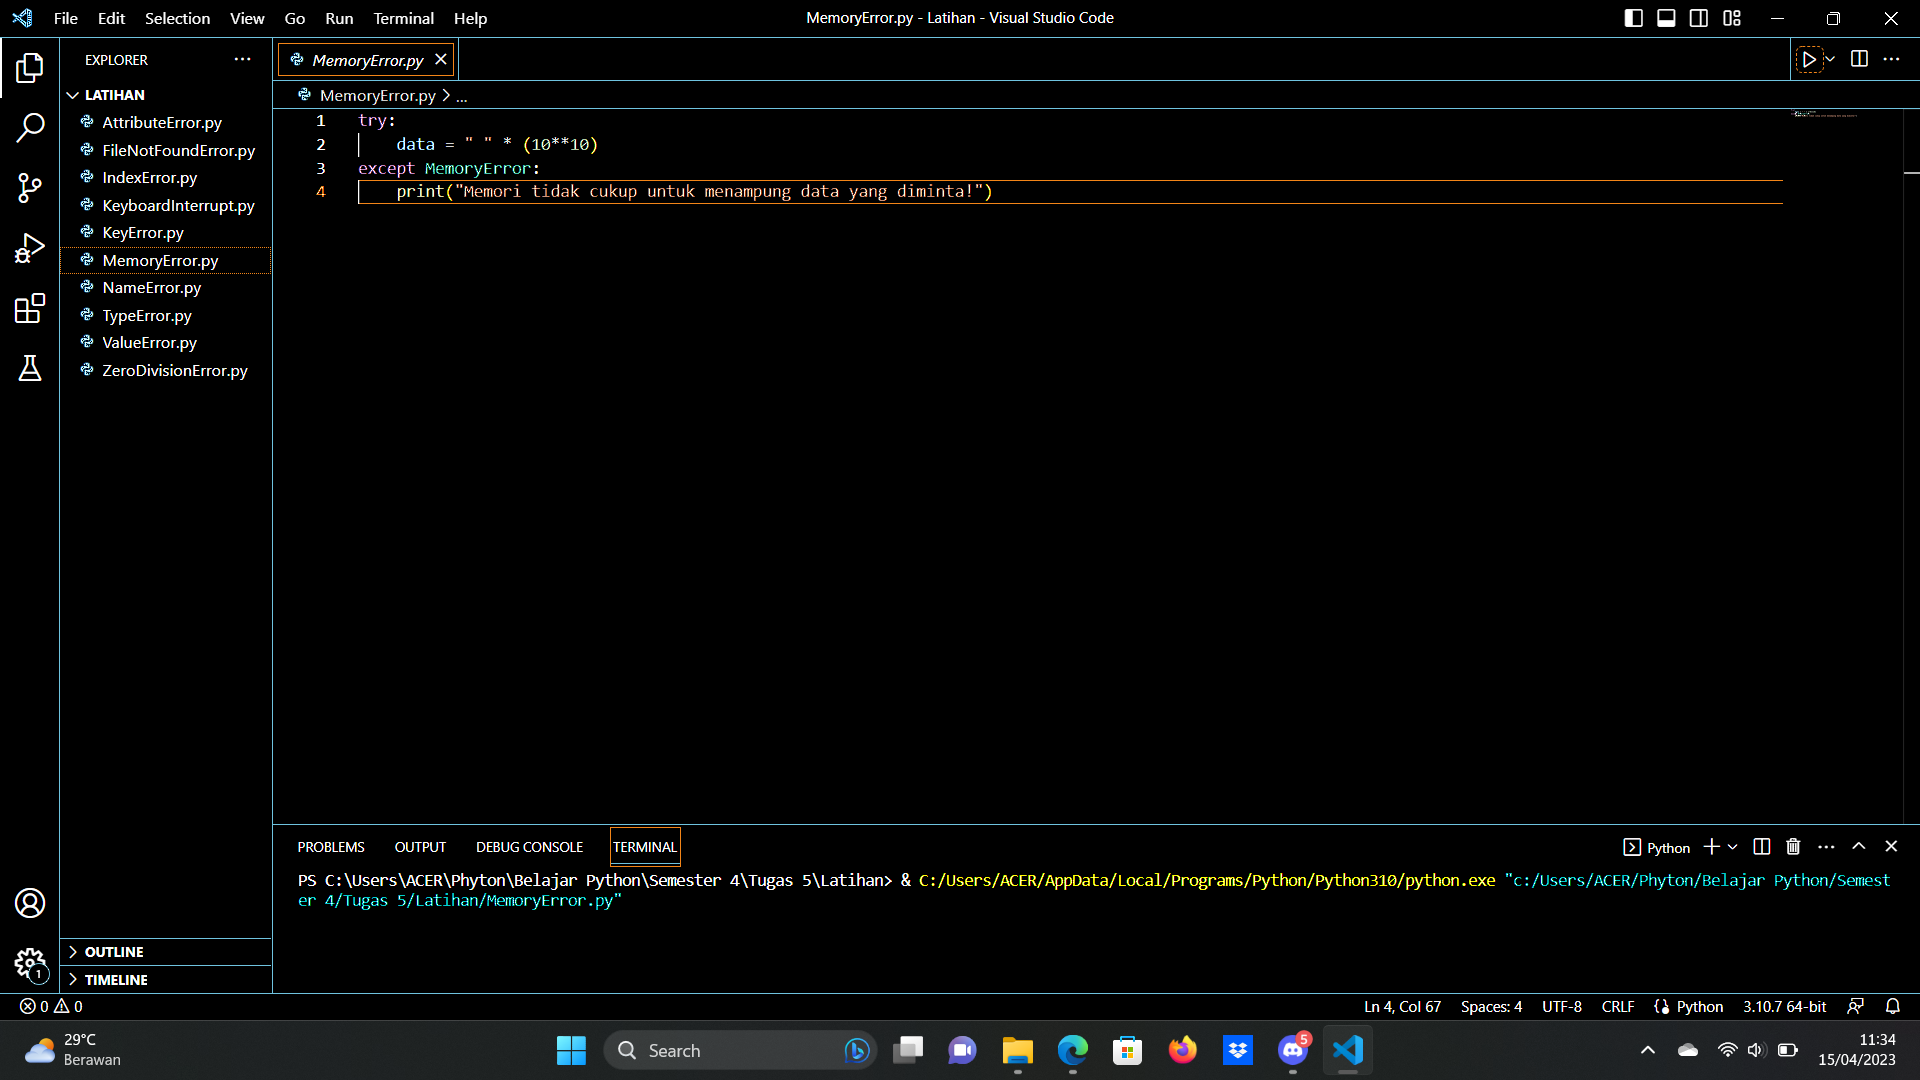 File Edit Selection View Go Run Terminal Help
MemoryError.py - Latihan - Visual Studio Code
EXPLORER
LATIHAN
AttributeError.py
FileNotFoundError.py
IndexError.py
KeyboardInterrupt.py
KeyError.py
MemoryError.py
NameError.py
TypeError.py
ValueError.py
ZeroDivisionError.py
OUTLINE
TIMELINE
MemoryError.py
MemoryError.py > ...
1 try:
2     data = " " * (10**10)
3 except MemoryError:
4     print("Memori tidak cukup untuk menampung data yang diminta!")
PROBLEMS OUTPUT DEBUG CONSOLE TERMINAL
Python
PS C:\Users\ACER\Phyton\Belajar Python\Semester 4\Tugas 5\Latihan> & C:/Users/ACER/AppData/Local/Programs/Python/Python310/python.exe "c:/Users/ACER/Phyton/Belajar Python/Semest
er 4/Tugas 5/Latihan/MemoryError.py"
1
0 0
Ln 4, Col 67 Spaces: 4 UTF-8 CRLF Python 3.10.7 64-bit
29°C
Berawan
Search
5
11:34
15/04/2023